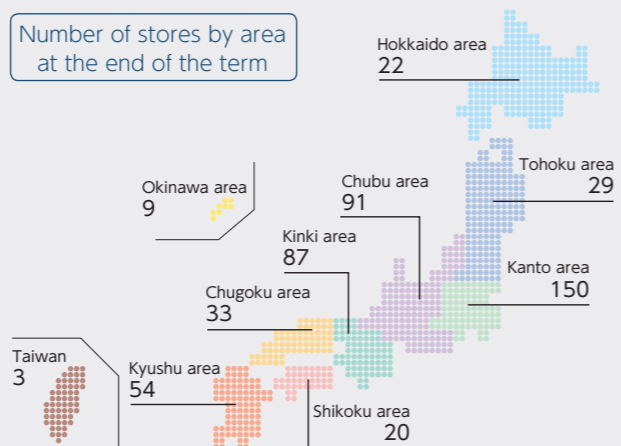 Number of stores by area
at the end of the term
Hokkaido area
22
Tohoku area
29
Okinawa area
9
Chubu area
91
Kinki area
87
Kanto area
150
Chugoku area
33
Taiwan
3
Kyushu area
54
Shikoku area
20